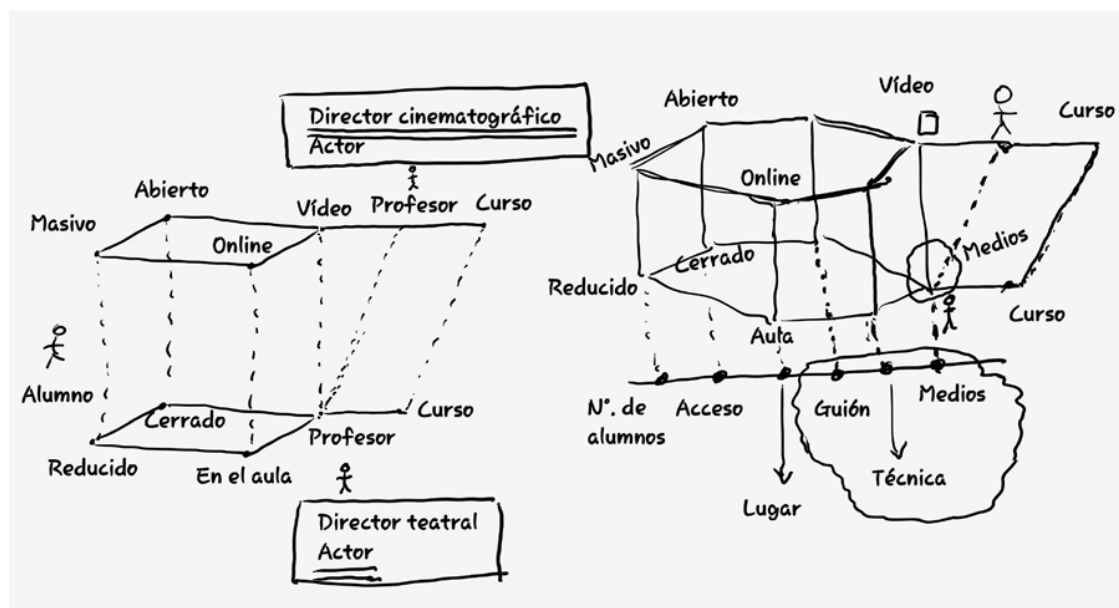 Director cinematográfico
Actor
Abierto
Masivo
Online
Vídeo
Profesor
Curso
Alumno
Cerrado
Reducido
En el aula
Profesor
Curso
Director teatral
Actor
Abierto
Vídeo
Curso
Masivo
Online
Medios
Cerrado
Reducido
Aula
Curso
N°. de
alumnos
Acceso
Guión
Medios
Técnica
Lugar